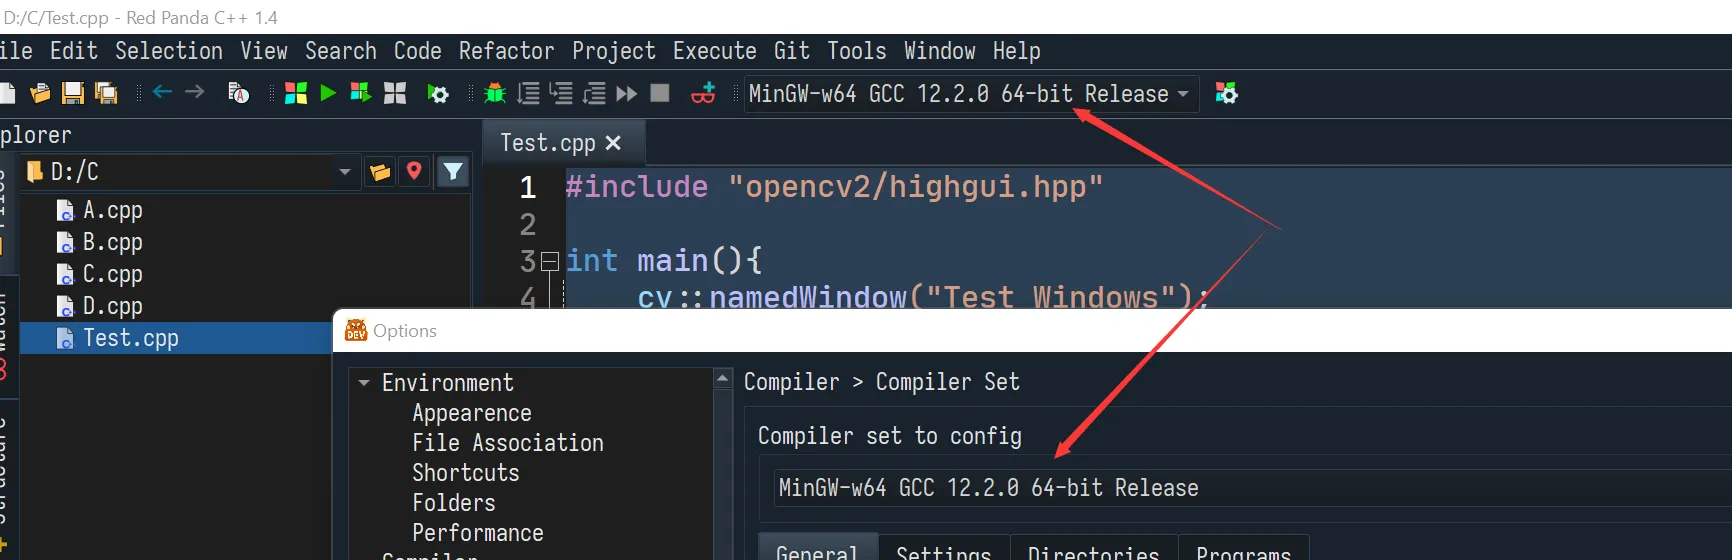 D:/C/Test.cpp - Red Panda C++ 1.4
ile Edit Selection View Search Code Refactor Project Execute Git Tools Window Help
MinGW-w64 GCC 12.2.0 64-bit Release
plorer
Test.cpp
D:/C
A.cpp
B.cpp
C.cpp
D.cpp
Test.cpp
1 #include "opencv2/highgui.hpp"
2
3 int main(){
4 cv::namedWindow("Test Windows");
Watch
Structure
Options
Environment
Appearence
File Association
Shortcuts
Folders
Performance
Compiler
Compiler > Compiler Set
Compiler set to config
MinGW-w64 GCC 12.2.0 64-bit Release
General Settings Directories Programs